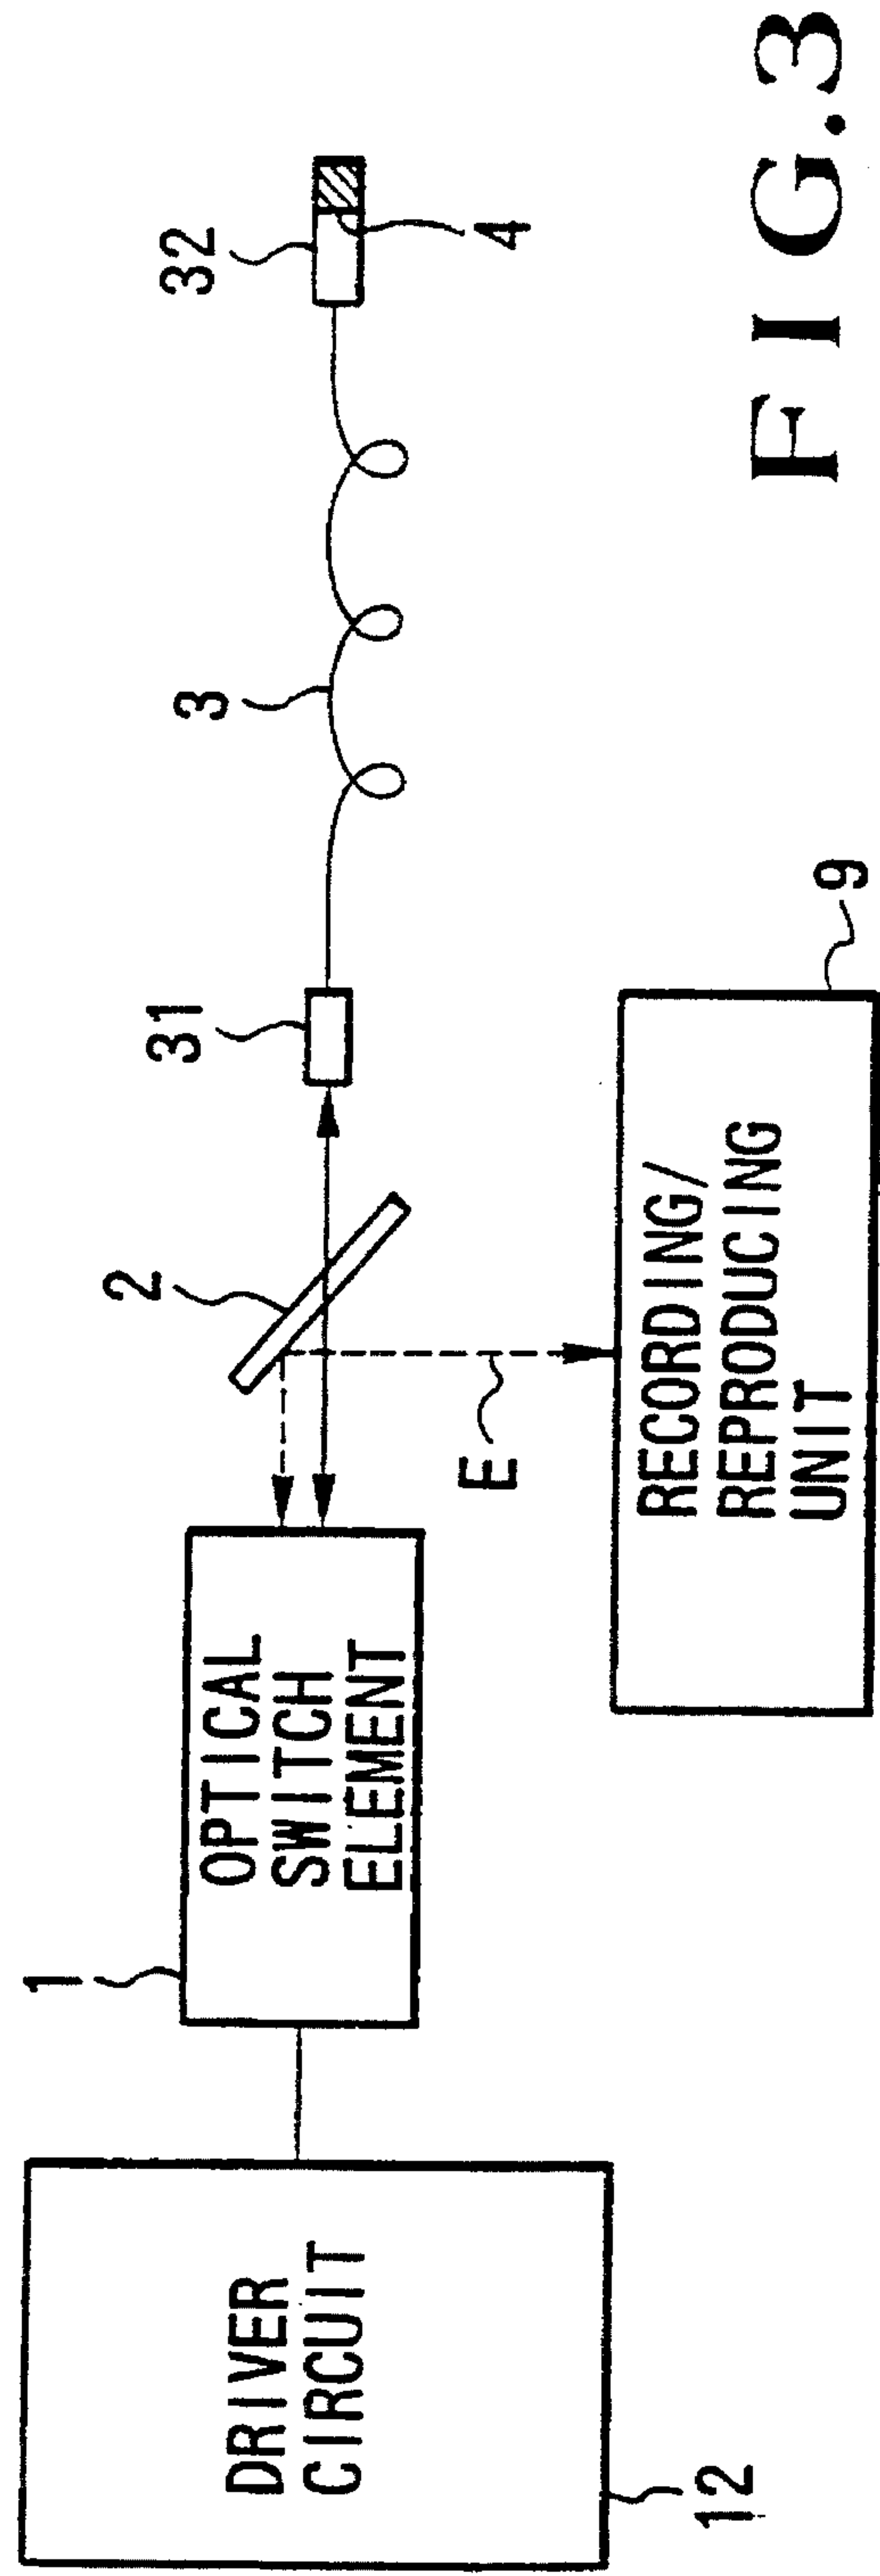 32
4
3
31
2
E
1
OPTICAL
SWITCH
ELEMENT
9
RECORDING/
REPRODUCING
UNIT
DRIVER
CIRCUIT
12
FIG.3